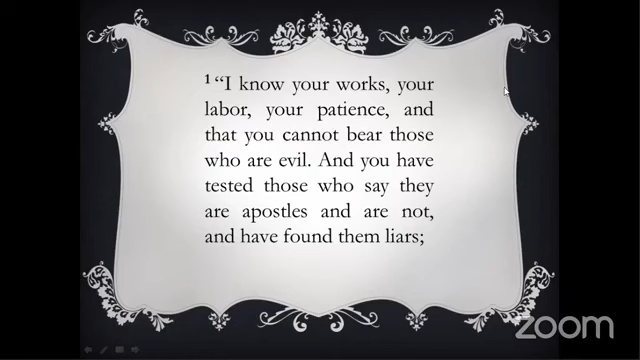 1 “I know your works, your
labor, your patience, and
that you cannot bear those
who are evil. And you have
tested those who say they
are apostles and are not,
and have found them liars;
zoom